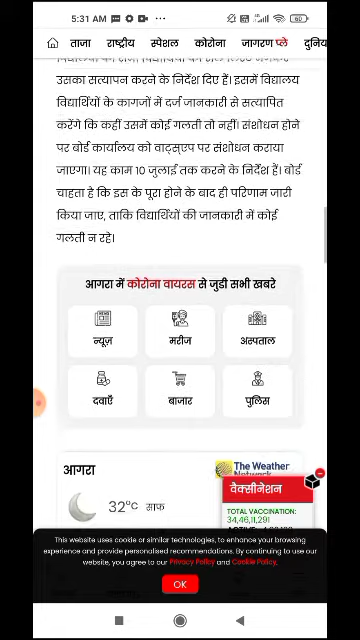 5:31 AM
60
ताजा राष्ट्रीय स्पेशल कोरोना जागरण प्ले दुनिय
उसका सत्यापन करने के निर्देश दिए हैं। इसमें विद्यालय
विद्यार्थियों के कागजों में दर्ज जानकारी से सत्यापित
करेंगे कि कहीं उसमें कोई गलती तो नहीं। संशोधन होने
पर बोर्ड कार्यालय को वाट्सएप पर संशोधन कराया
जाएगा। यह काम 10 जुलाई तक करने के निर्देश हैं। बोर्ड
चाहता है कि इस के पूरा होने के बाद ही परिणाम जारी
किया जाए, ताकि विद्यार्थियों की जानकारी में कोई
गलती न रहे।
आगरा में कोरोना वायरस से जुडी सभी खबरे
न्यूज़ मरीज अस्पताल
दवाएँ बाजार पुलिस
आगरा
The Weather
32°C साफ
वैक्सीनेशन
TOTAL VACCINATION:
34,46,11,291
This website uses cookie or similar technologies, to enhance your browsing
experience and provide personalised recommendations. By continuing to use our
website, you agree to our Privacy Policy and Cookie Policy.
OK